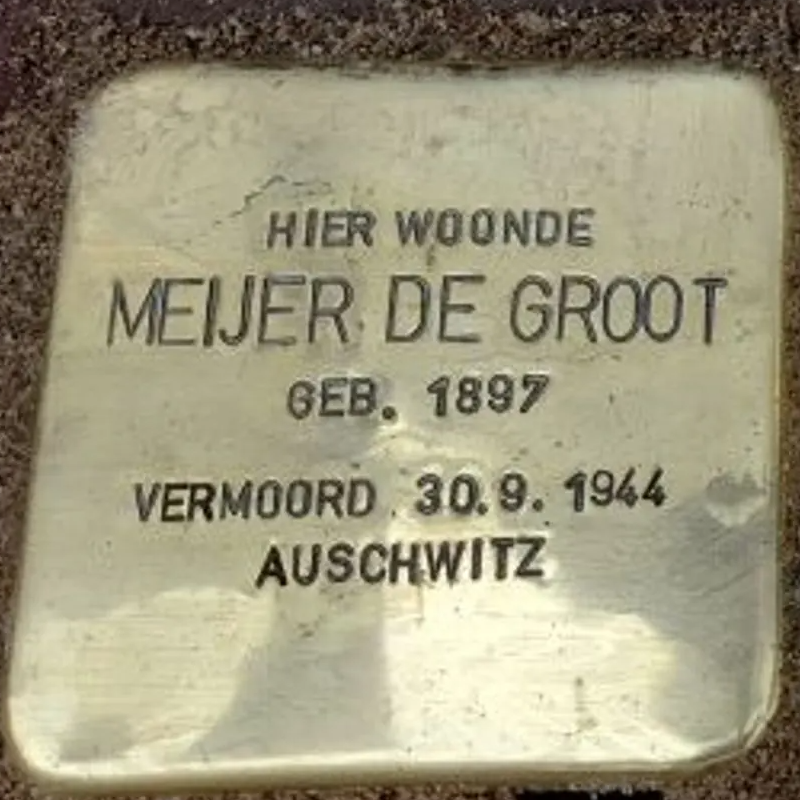 HIER WOONDE
MEIJER DE GROOT
GEB. 1897
VERMOORD 30.9.1944
AUSCHWITZ